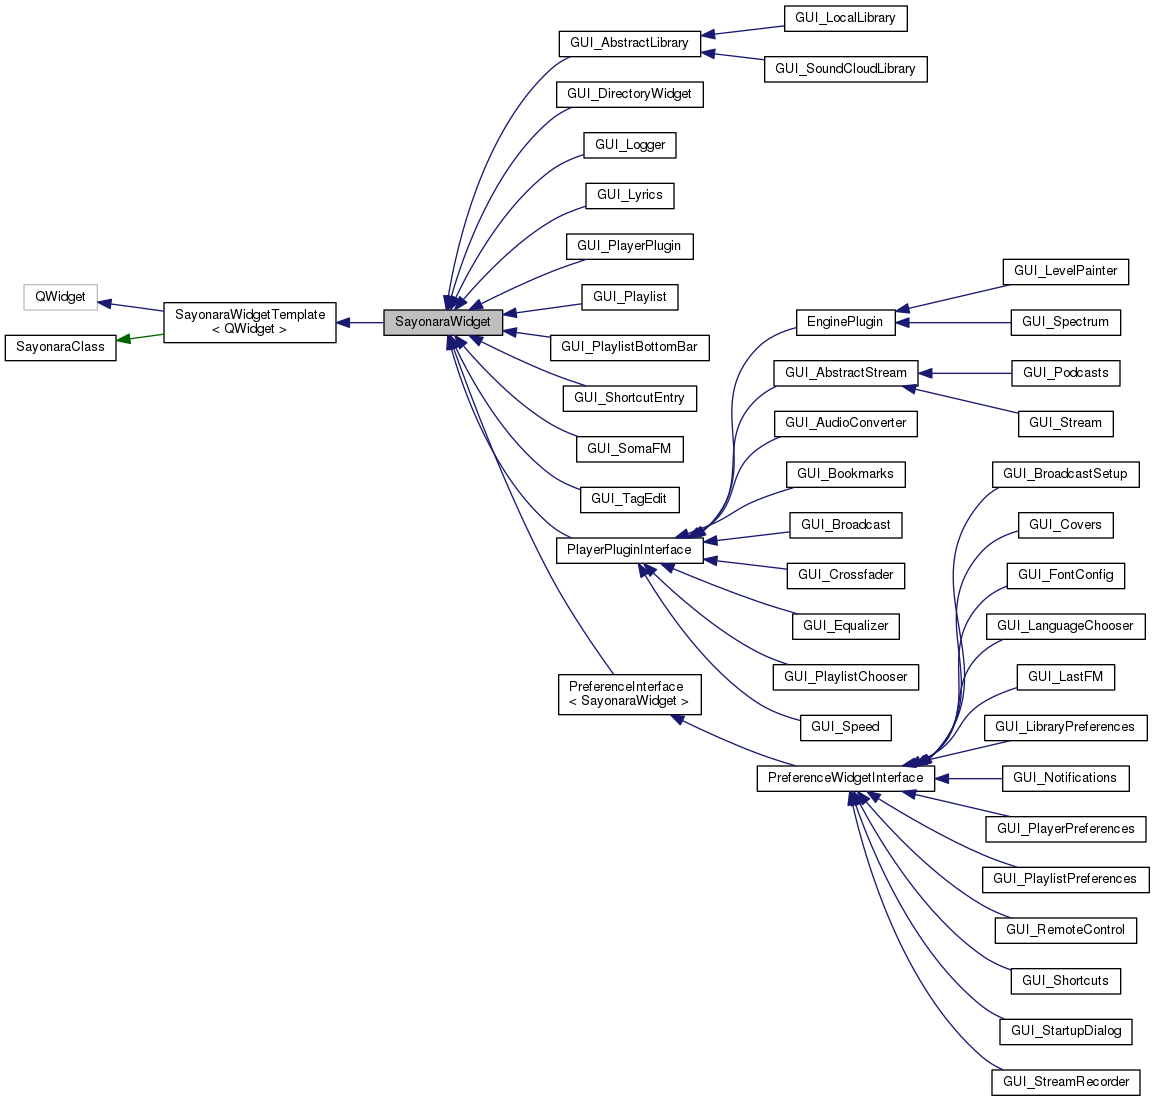 QWidget
SayonaraClass
SayonaraWidgetTemplate
< QWidget >
SayonaraWidget
GUI_AbstractLibrary
GUI_DirectoryWidget
GUI_Logger
GUI_Lyrics
GUI_PlayerPlugin
GUI_Playlist
GUI_PlaylistBottomBar
GUI_ShortcutEntry
GUI_SomaFM
GUI_TagEdit
PlayerPluginInterface
PreferenceInterface
< SayonaraWidget >
GUI_LocalLibrary
GUI_SoundCloudLibrary
EnginePlugin
GUI_AbstractStream
GUI_AudioConverter
GUI_Bookmarks
GUI_Broadcast
GUI_Crossfader
GUI_Equalizer
GUI_PlaylistChooser
GUI_Speed
PreferenceWidgetInterface
GUI_LevelPainter
GUI_Spectrum
GUI_Podcasts
GUI_Stream
GUI_BroadcastSetup
GUI_Covers
GUI_FontConfig
GUI_LanguageChooser
GUI_LastFM
GUI_LibraryPreferences
GUI_Notifications
GUI_PlayerPreferences
GUI_PlaylistPreferences
GUI_RemoteControl
GUI_Shortcuts
GUI_StartupDialog
GUI_StreamRecorder